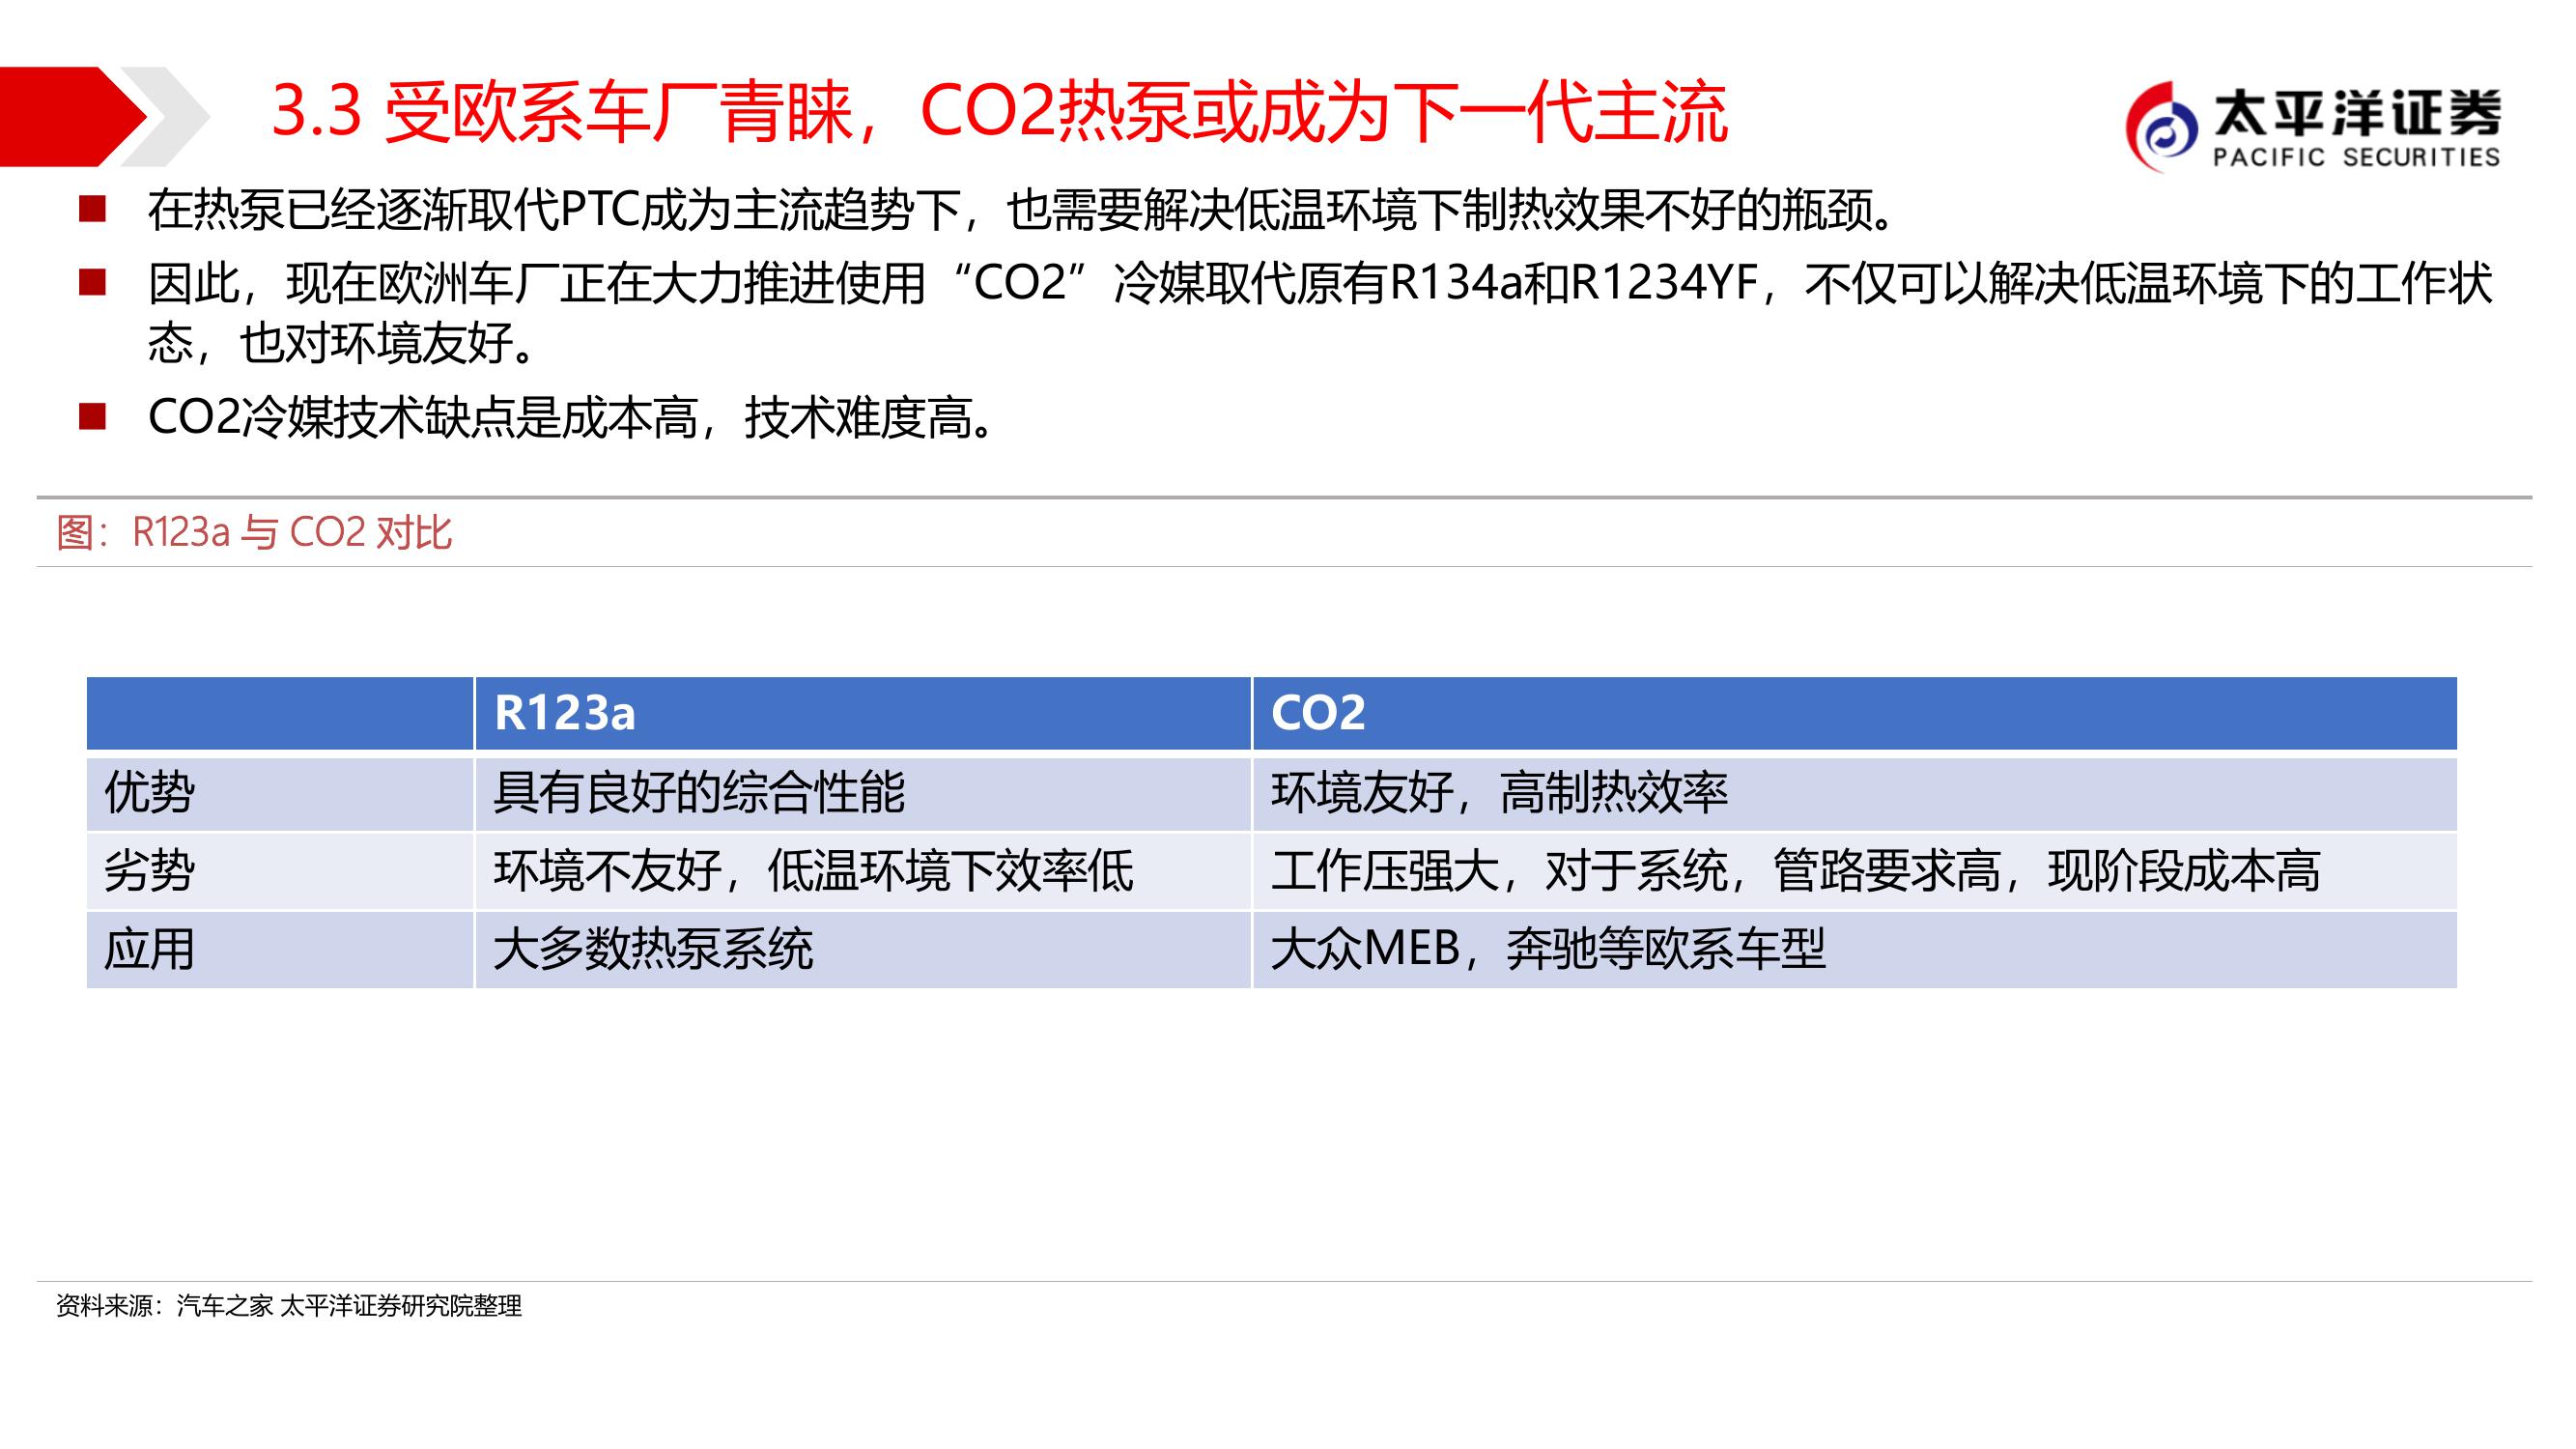 3.3 受欧系车厂青睐，CO2热泵或成为下一代主流
太平洋证券
PACIFIC SECURITIES
在热泵已经逐渐取代PTC成为主流趋势下，也需要解决低温环境下制热效果不好的瓶颈。
因此，现在欧洲车厂正在大力推进使用“CO2”冷媒取代原有R134a和R1234YF，不仅可以解决低温环境下的工作状
态，也对环境友好。
CO2冷媒技术缺点是成本高，技术难度高。
图：R123a 与 CO2 对比
R123a CO2
优势 具有良好的综合性能 环境友好，高制热效率
劣势 环境不友好，低温环境下效率低 工作压强大，对于系统，管路要求高，现阶段成本高
应用 大多数热泵系统 大众MEB，奔驰等欧系车型
资料来源：汽车之家 太平洋证券研究院整理